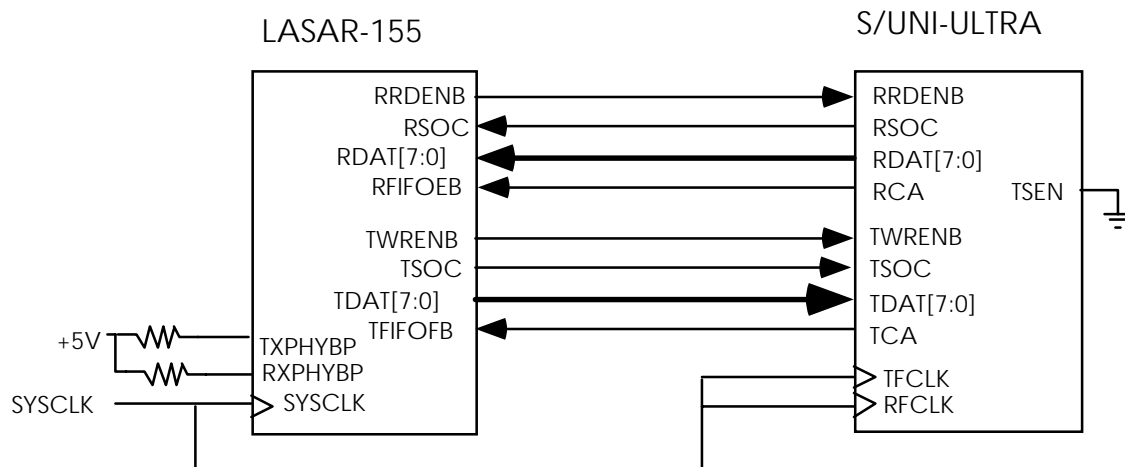 LASAR-155
RRDENB
RSOC
RDAT[7:0]
RFIFOEB
TWRENB
TSOC
TDAT[7:0]
TFIFOFB
+5V
TXPHYBP
RXPHYBP
SYSCLK
SYSCLK
S/UNI-ULTRA
RRDENB
RSOC
RDAT[7:0]
RCA
TSEN
TWRENB
TSOC
TDAT[7:0]
TCA
TFCLK
RFCLK